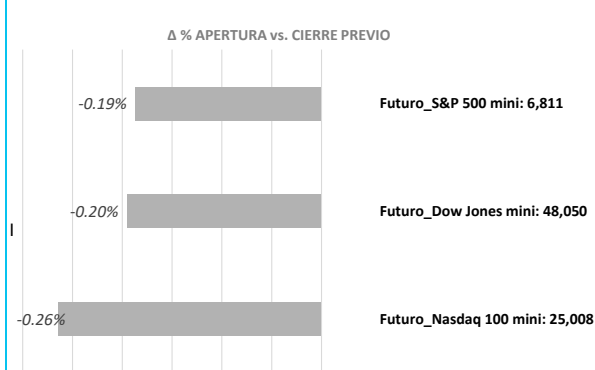 Δ % APERTURA vs. CIERRE PREVIO
-0.19% Futuro_S&P 500 mini: 6,811
-0.20% Futuro_Dow Jones mini: 48,050
l
-0.26% Futuro_Nasdaq 100 mini: 25,008